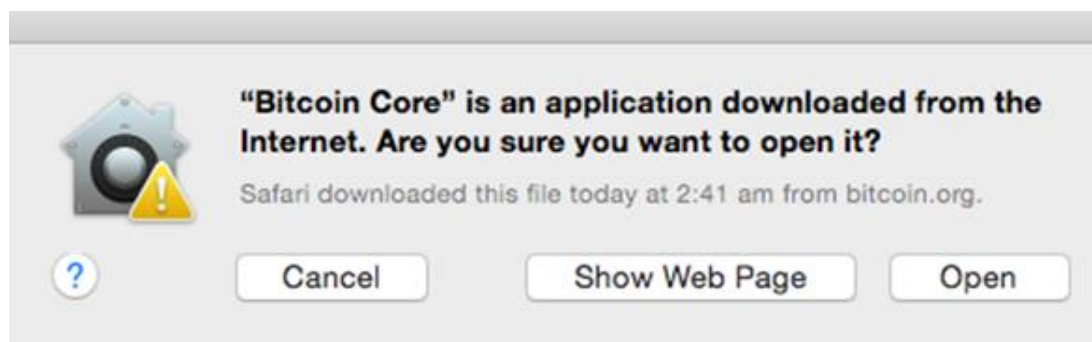 “Bitcoin Core” is an application downloaded from the
Internet. Are you sure you want to open it?
Safari downloaded this file today at 2:41 am from bitcoin.org.
?
Cancel Show Web Page Open